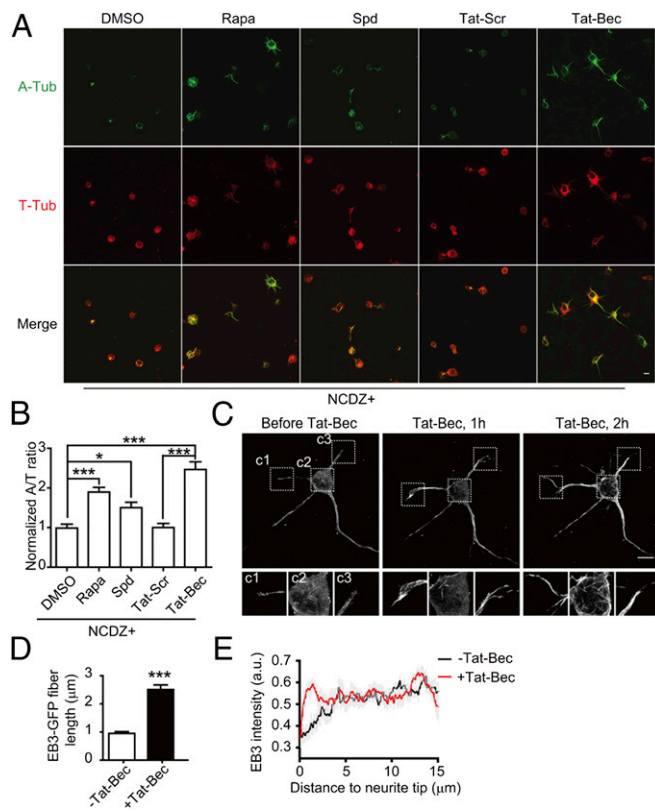 A
DMSO Rapa Spd Tat-Scr Tat-Bec
A-Tub
T-Tub
Merge
NCDZ+
B
Normalized A/T ratio
3
2
1
0
***
***
*
***
DMSO
Rapa
Spd
Tat-Scr
Tat-Bec
NCDZ+
C
Before Tat-Bec Tat-Bec, 1h Tat-Bec, 2h
c3
c1 c2
c1 c2 c3
D
EB3-GFP fiber
length (μm)
3
2
1
0
***
-Tat-Bec
+Tat-Bec
E
EB3 intensity (a.u.)
0.7
0.6
0.5
0.4
0.3
-Tat-Bec
+Tat-Bec
0 5 10 15
Distance to neurite tip (μm)